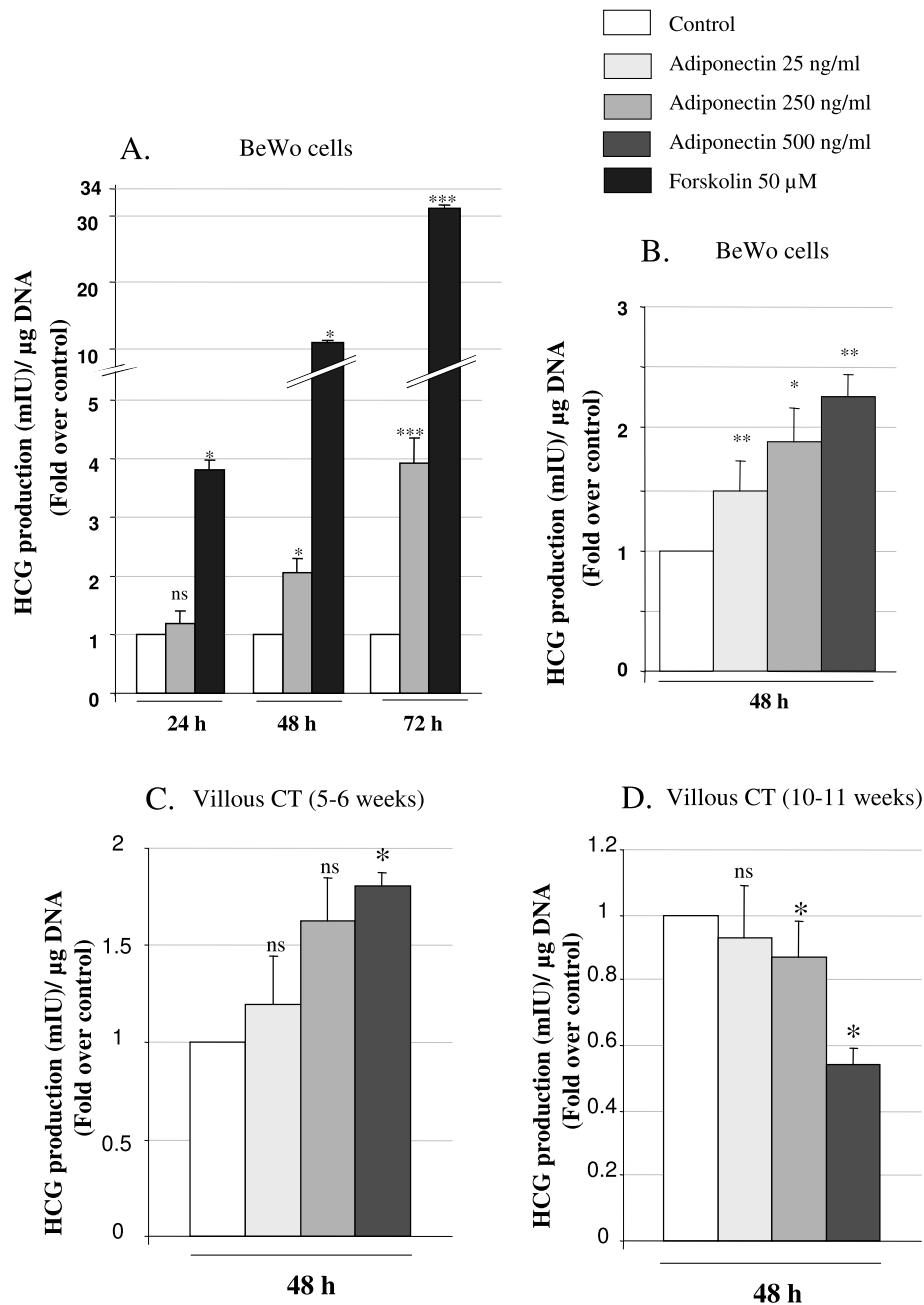 Control
Adiponectin 25 ng/ml
Adiponectin 250 ng/ml
Adiponectin 500 ng/ml
Forskolin 50 µM
A. BeWo cells
HCG production (mIU)/ µg DNA
(Fold over control)
34
30
20
10
5
4
3
2
1
0
ns
*
*
*
***
***
24 h
48 h
72 h
B. BeWo cells
HCG production (mIU)/ µg DNA
(Fold over control)
3
2
1
0
**
*
**
48 h
C. Villous CT (5-6 weeks)
HCG production (mIU)/ µg DNA
(Fold over control)
2
1.5
1
0.5
0
ns
ns
*
48 h
D. Villous CT (10-11 weeks)
HCG production (mIU)/ µg DNA
(Fold over control)
1.2
1
0.8
0.6
0.4
0.2
0
ns
*
*
48 h